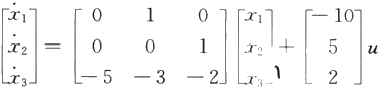 [ẋ₁]   [ 0 1 0 ] [x₁]   [−10]
[ẋ₂] = [ 0 0 1 ] [x₂] + [ 5 ] u
[ẋ₃]   [−5 −3 −2] [x₃]   [ 2 ]